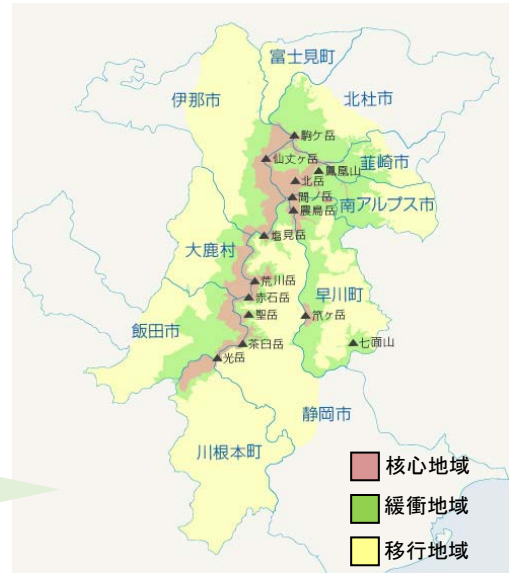 富士見町
伊那市
北杜市
駒ケ岳
仙丈ヶ岳
韮崎市
鳳凰山
北岳
間ノ岳
南アルプス市
農鳥岳
大鹿村
塩見岳
荒川岳
早川町
赤石岳
飯田市
聖岳
笊ヶ岳
茶臼岳
七面山
光岳
静岡市
川根本町
核心地域
緩衝地域
移行地域